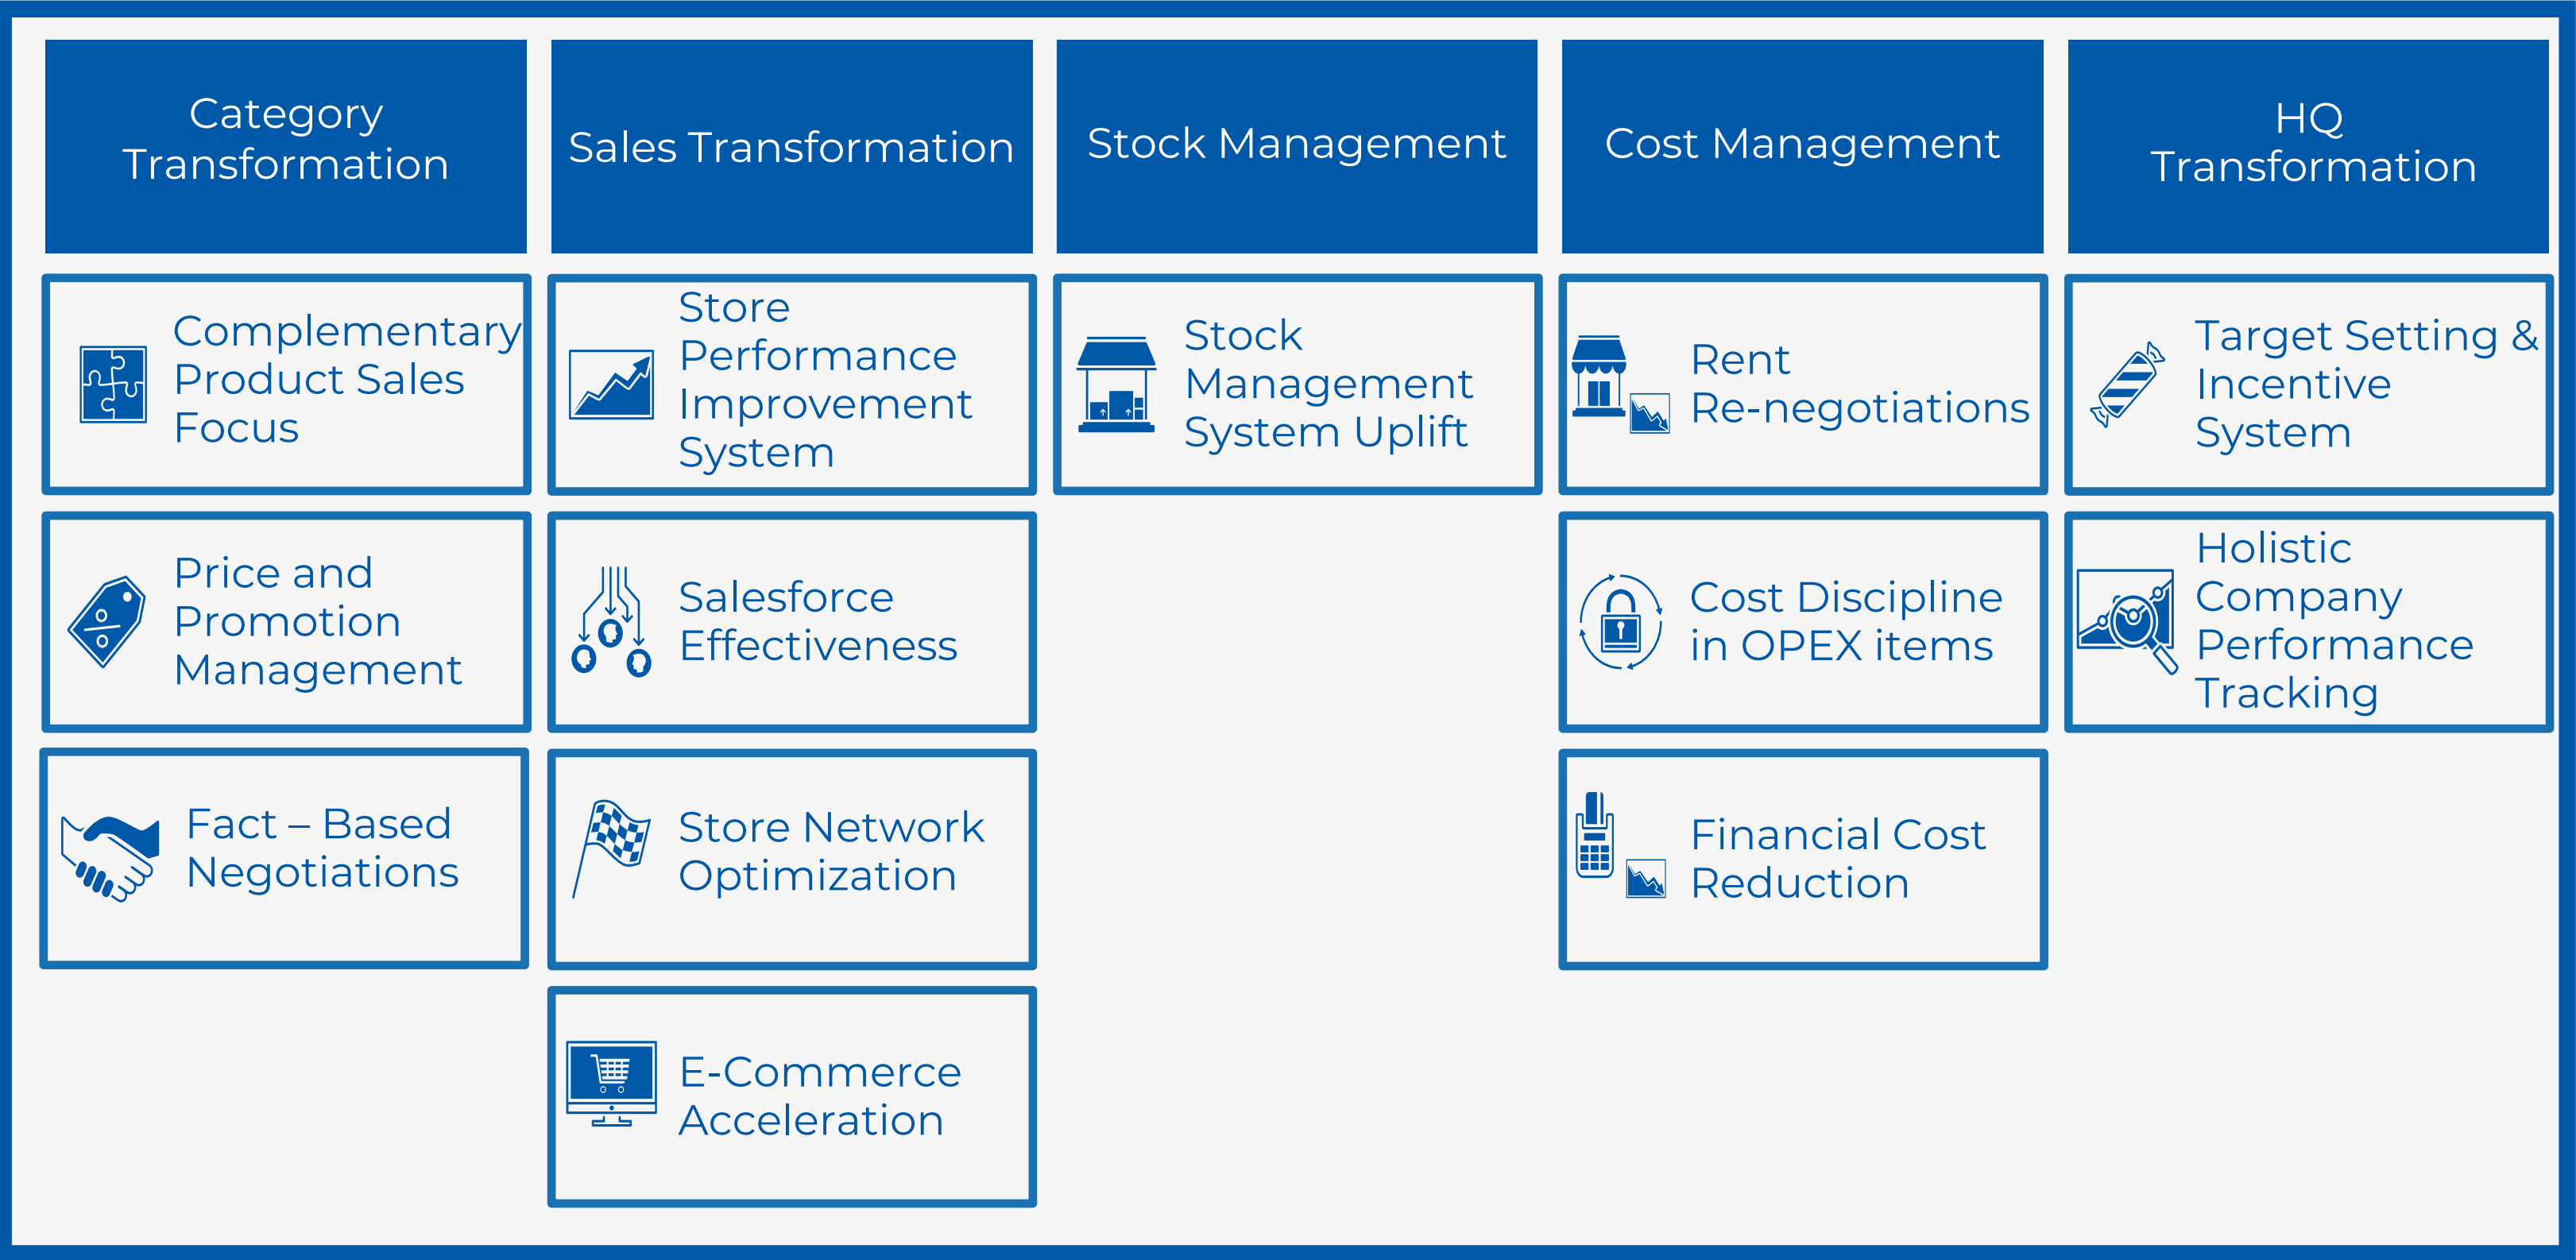 Category
Transformation
Sales Transformation
Stock Management
Cost Management
HQ
Transformation
Complementary
Product Sales
Focus
Price and
Promotion
Management
Fact – Based
Negotiations
Store
Performance
Improvement
System
Salesforce
Effectiveness
Store Network
Optimization
E-Commerce
Acceleration
Stock
Management
System Uplift
Rent
Re-negotiations
Cost Discipline
in OPEX items
Financial Cost
Reduction
Target Setting &
Incentive
System
Holistic
Company
Performance
Tracking